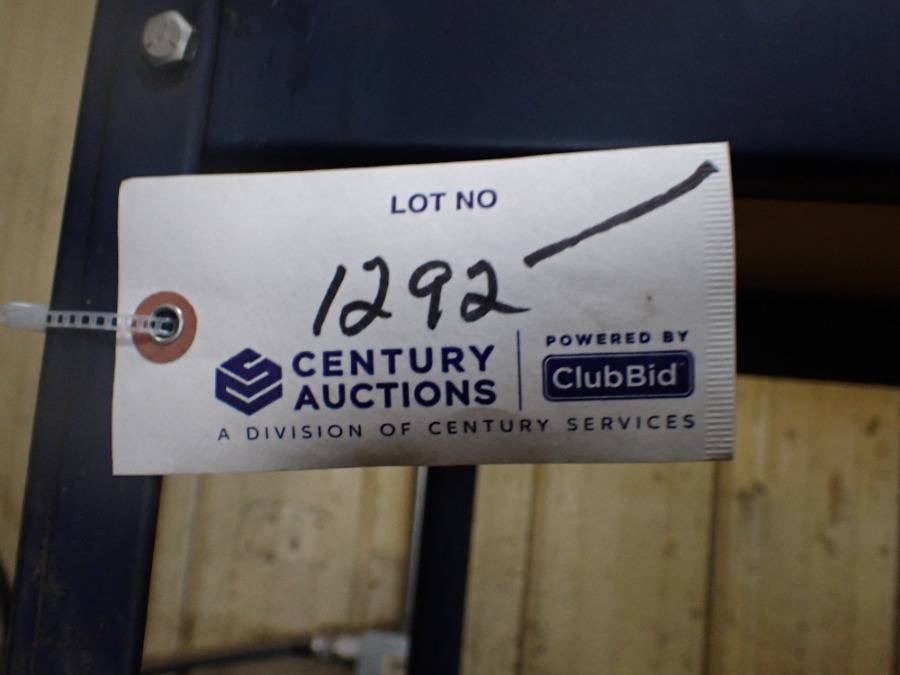 LOT NO
1292
CENTURY
AUCTIONS
POWERED BY
ClubBid
A DIVISION OF CENTURY SERVICES